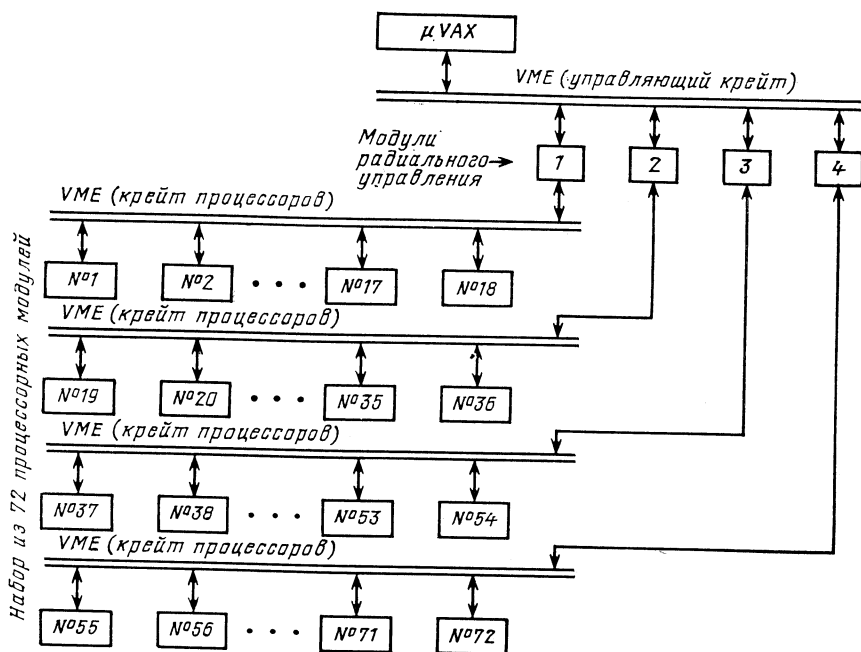 μVAX
VME (управляющий крейт)
Модули
радиального
управления
1
2
3
4
VME (крейт процессоров)
№1
№2
• • •
№17
№18
VME (крейт процессоров)
№19
№20
• • •
№35
№36
VME (крейт процессоров)
№37
№38
• • •
№53
№54
VME (крейт процессоров)
№55
№56
• • •
№71
№72
Набор из 72 процессорных модулей